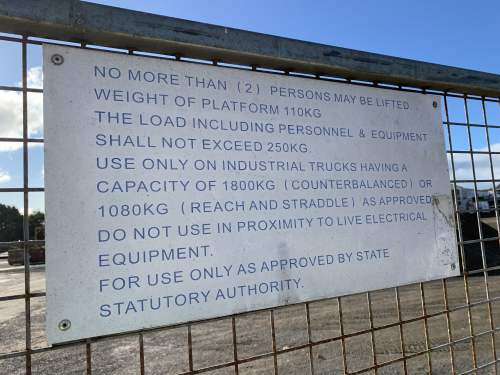 NO MORE THAN (2) PERSONS MAY BE LIFTED
WEIGHT OF PLATFORM 110KG
THE LOAD INCLUDING PERSONNEL & EQUIPMENT
SHALL NOT EXCEED 250KG.
USE ONLY ON INDUSTRIAL TRUCKS HAVING A
CAPACITY OF 1800KG (COUNTERBALANCED) OR
1080KG (REACH AND STRADDLE) AS APPROVED
DO NOT USE IN PROXIMITY TO LIVE ELECTRICAL
EQUIPMENT.
FOR USE ONLY AS APPROVED BY STATE
STATUTORY AUTHORITY.